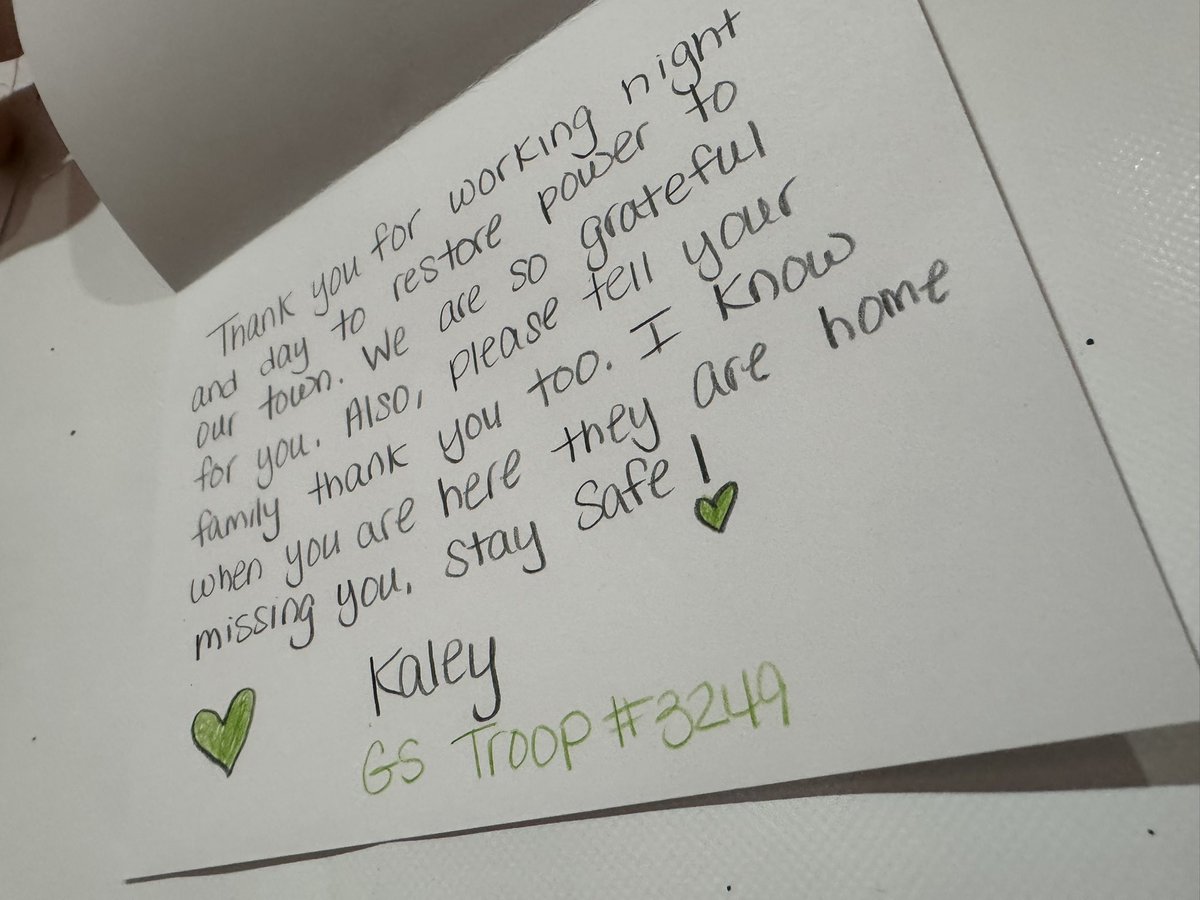 Thank you for working night
and day to restore power to
our town. We are so grateful
for you. Also, please tell your
family thank you too. I know
when you are here they are home
missing you. Stay Safe!
Kaley
GS Troop #3249